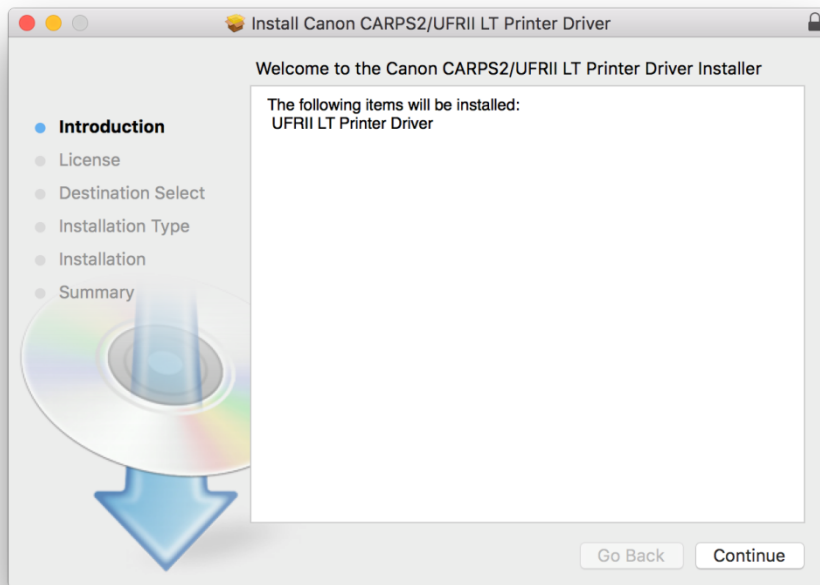 Install Canon CARPS2/UFRII LT Printer Driver
Welcome to the Canon CARPS2/UFRII LT Printer Driver Installer
Introduction
License
Destination Select
Installation Type
Installation
Summary
The following items will be installed:
UFRII LT Printer Driver
Go Back
Continue